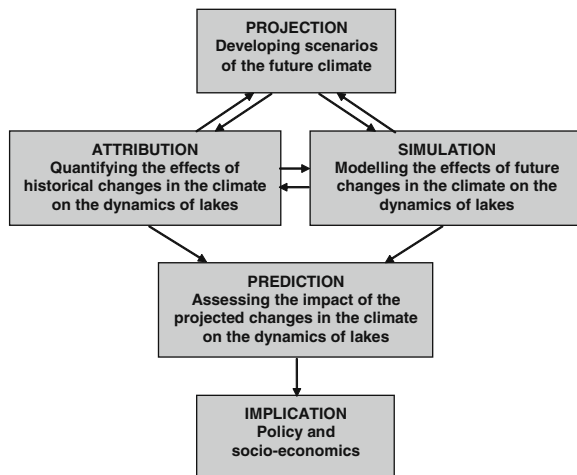 PROJECTION
Developing scenarios
of the future climate
ATTRIBUTION
Quantifying the effects of
historical changes in the climate
on the dynamics of lakes
SIMULATION
Modelling the effects of future
changes in the climate on the
dynamics of lakes
PREDICTION
Assessing the impact of the
projected changes in the climate
on the dynamics of lakes
IMPLICATION
Policy and
socio-economics